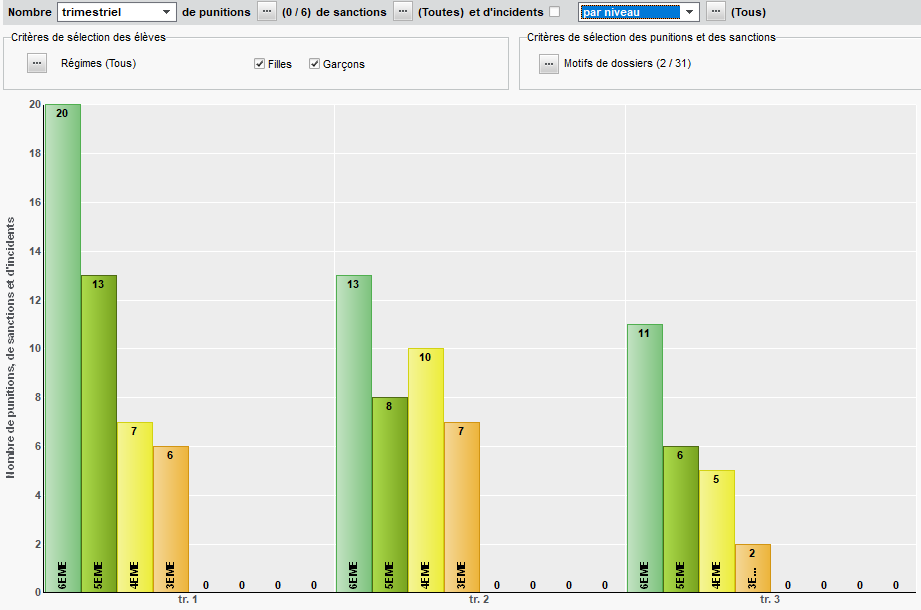 Nombre trimestriel de punitions ... (0 / 6) de sanctions ... (Toutes) et d'incidents par niveau ... (Tous)
Critères de sélection des élèves
... Régimes (Tous) Filles Garçons
Critères de sélection des punitions et des sanctions
... Motifs de dossiers (2 / 31)
Nombre de punitions, de sanctions et d'incidents
20
18
16
14
12
10
8
6
4
2
0
20 13 7 6 0 0 0 0
6EME 5EME 4EME 3EME
tr. 1
13 8 10 7 0 0 0 0
6EME 5EME 4EME 3EME
tr. 2
11 6 5 2 0 0 0 0
6EME 5EME 4EME 3E...
tr. 3